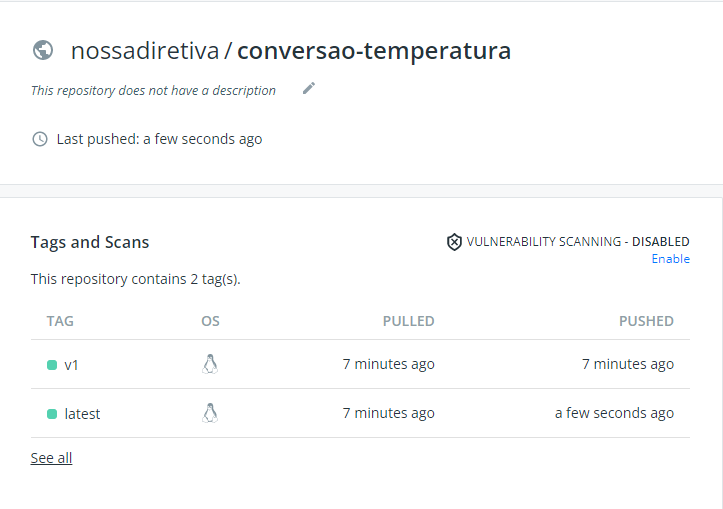 nossadiretiva / conversao-temperatura
This repository does not have a description
Last pushed: a few seconds ago
Tags and Scans
VULNERABILITY SCANNING - DISABLED
Enable
This repository contains 2 tag(s).
TAG OS PULLED PUSHED
v1 7 minutes ago 7 minutes ago
latest 7 minutes ago a few seconds ago
See all